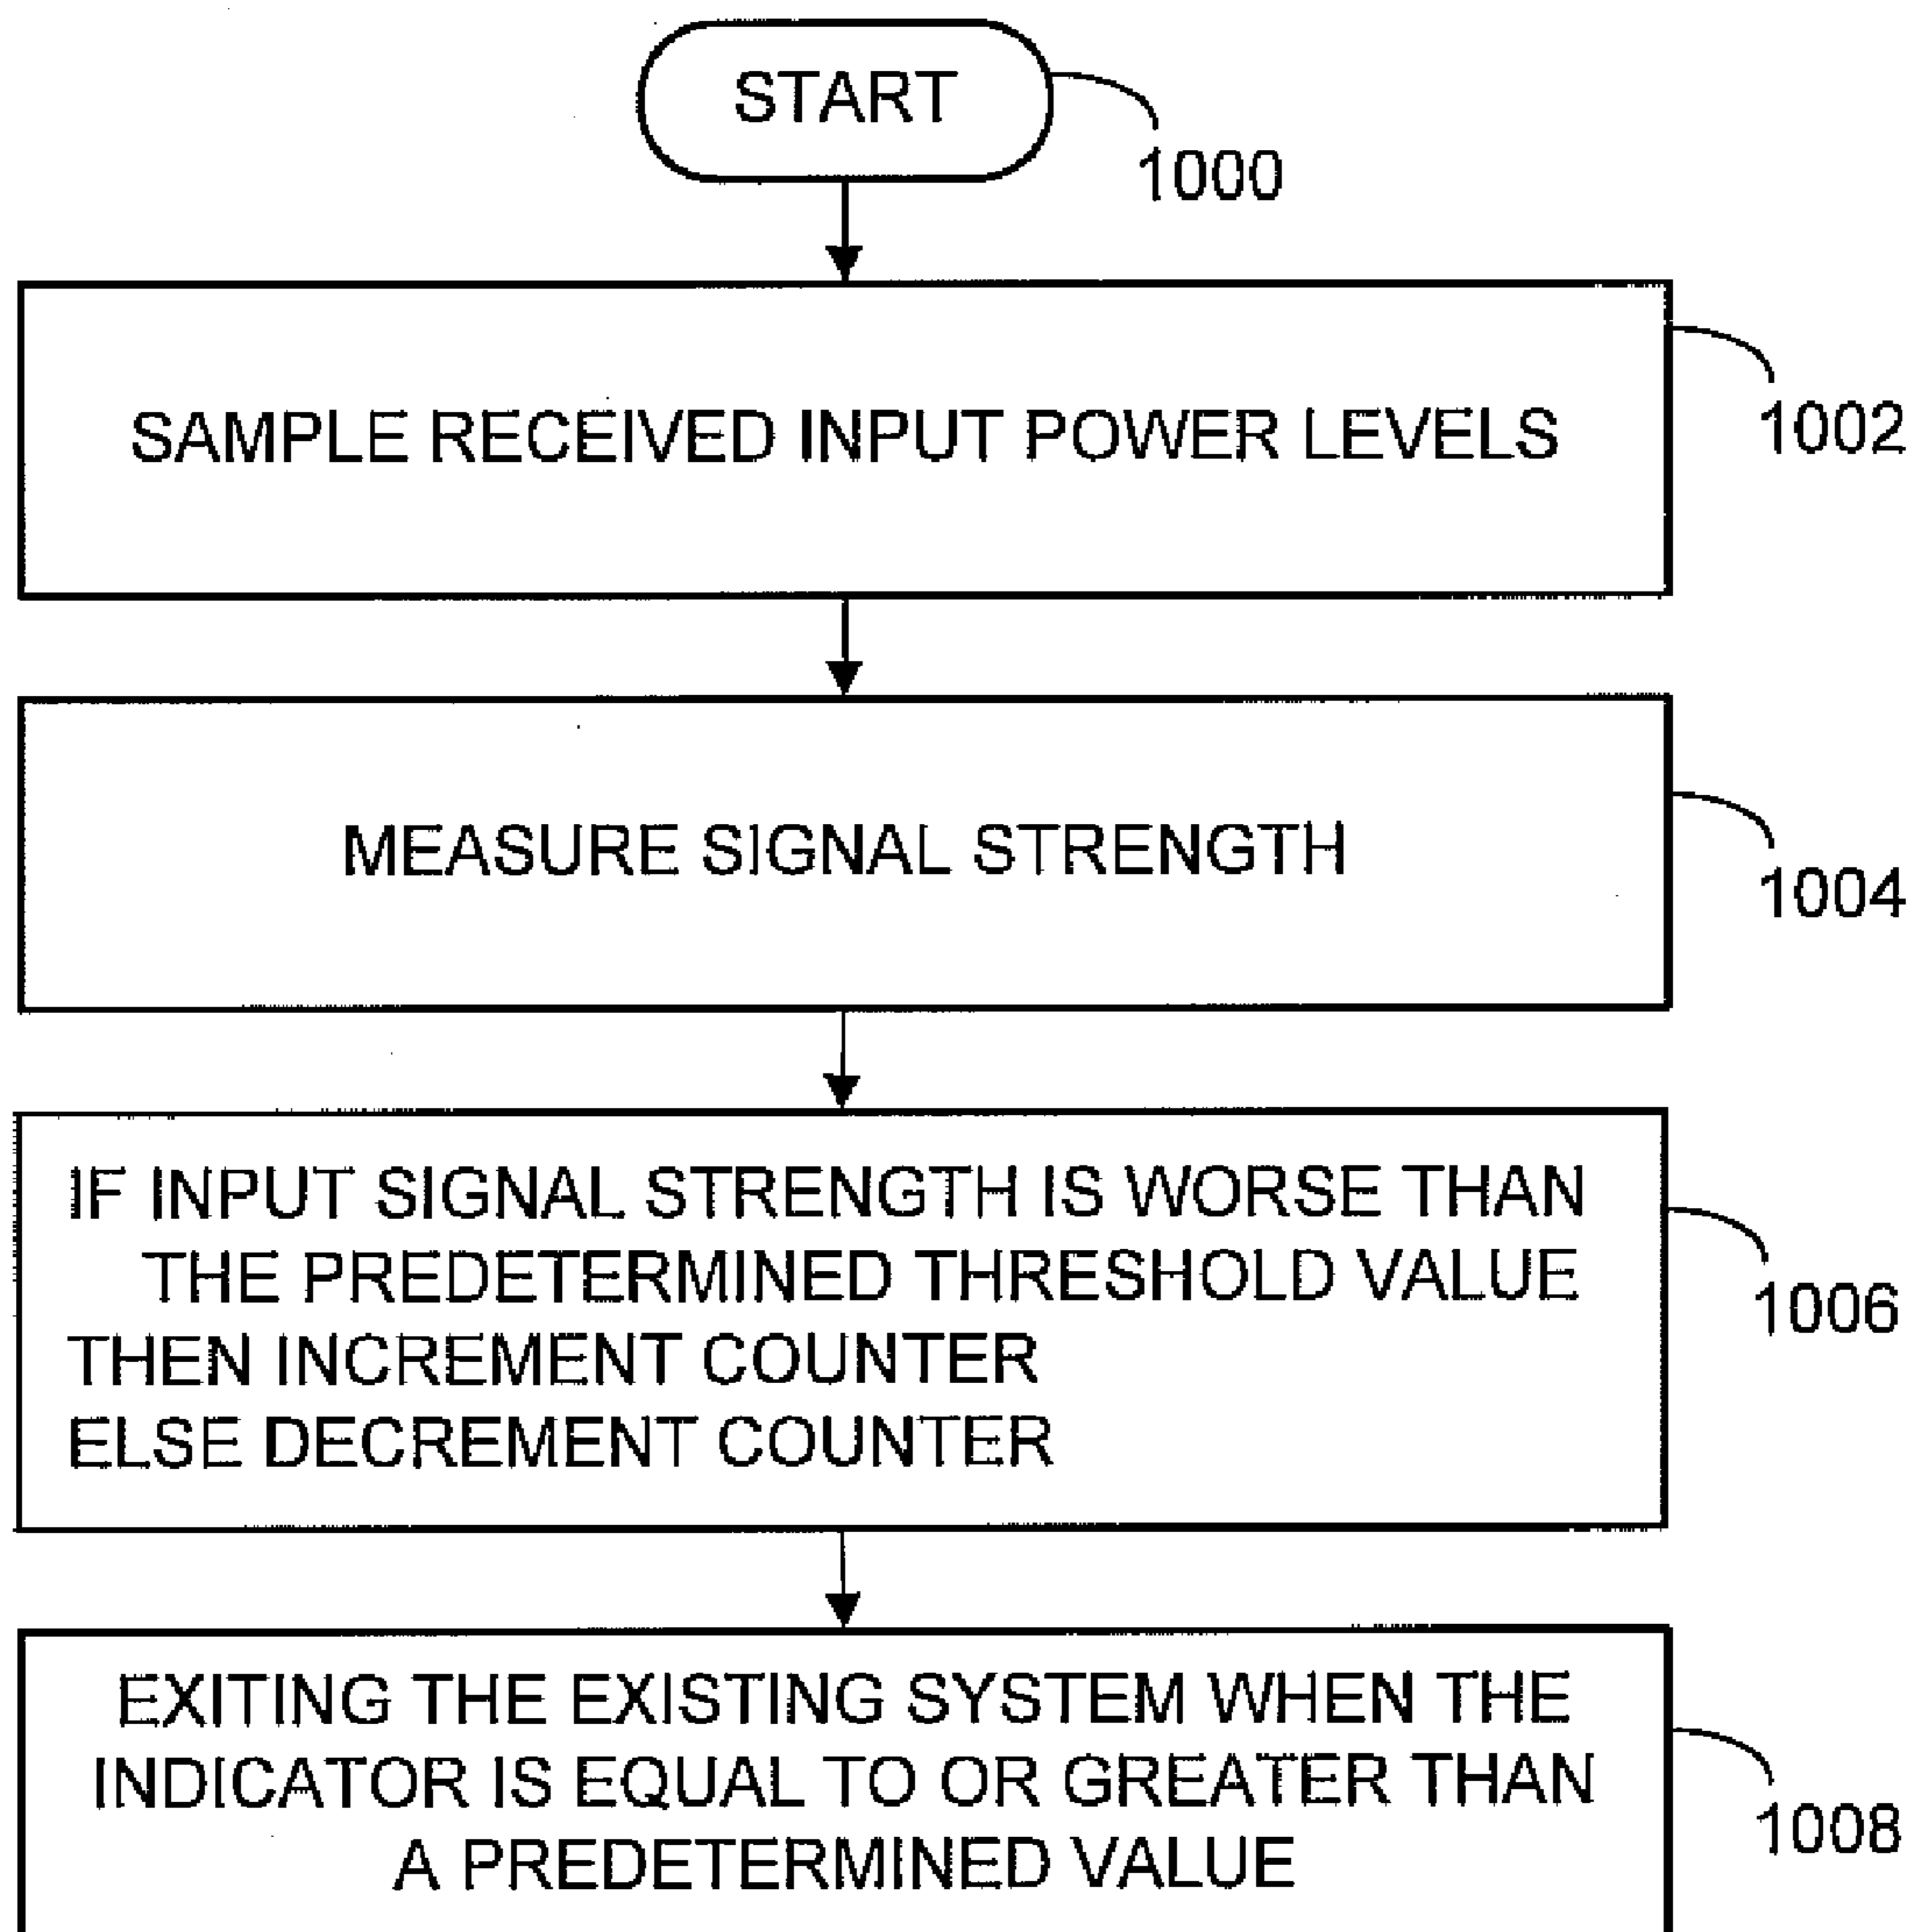 START
1000
SAMPLE RECEIVED INPUT POWER LEVELS
1002
MEASURE SIGNAL STRENGTH
1004
IF INPUT SIGNAL STRENGTH IS WORSE THAN
THE PREDETERMINED THRESHOLD VALUE
THEN INCREMENT COUNTER
ELSE DECREMENT COUNTER
1006
EXITING THE EXISTING SYSTEM WHEN THE
INDICATOR IS EQUAL TO OR GREATER THAN
A PREDETERMINED VALUE
1008